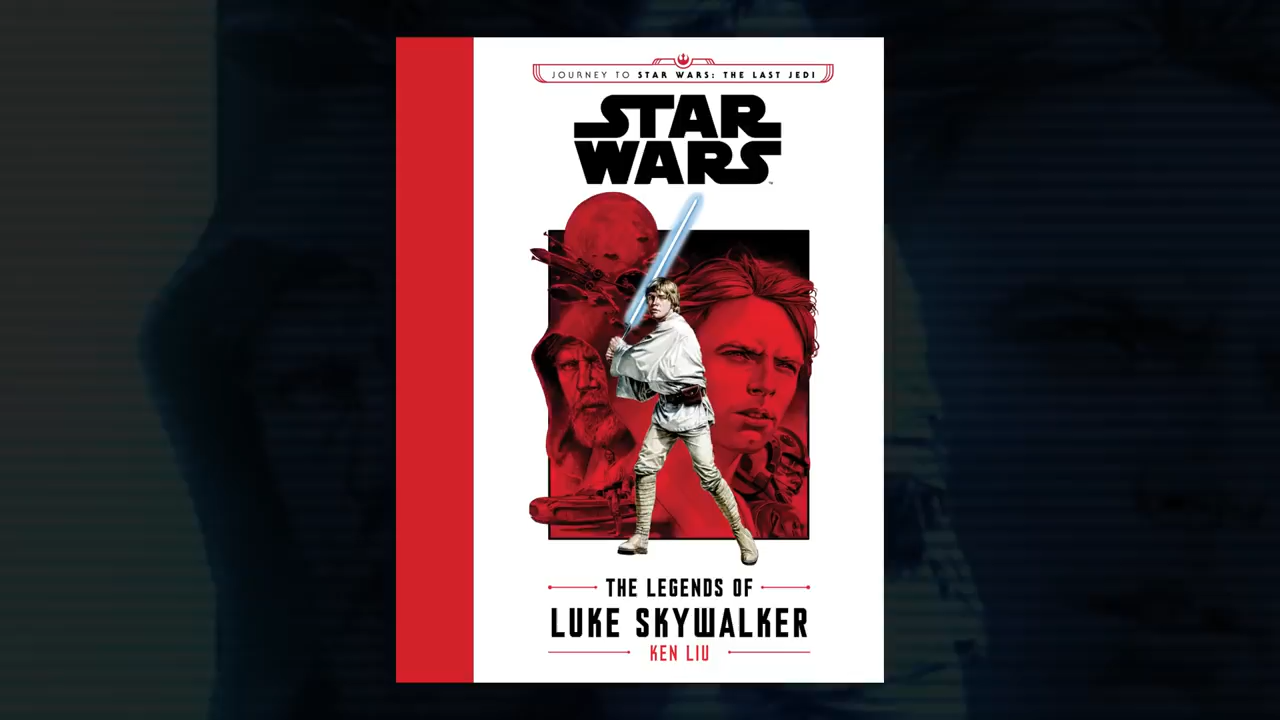 JOURNEY TO STAR WARS: THE LAST JEDI
STAR
WARS
THE LEGENDS OF
LUKE SKYWALKER
KEN LIU